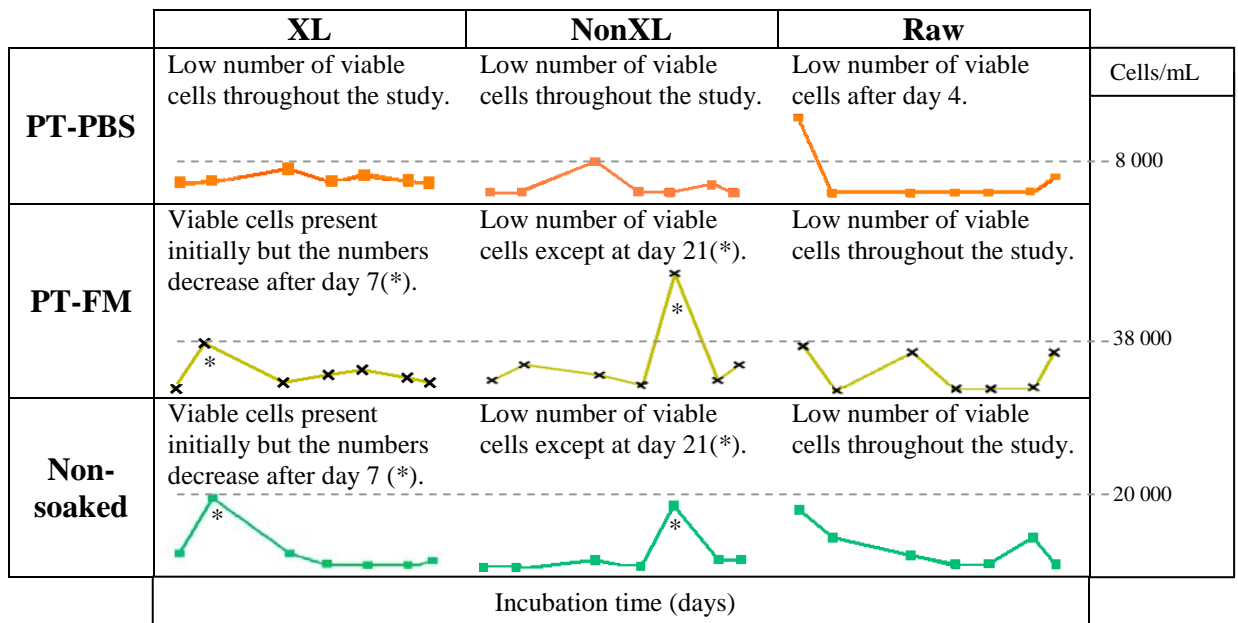 XL NonXL Raw
Cells/mL
PT-PBS
Low number of viable
cells throughout the study.
Low number of viable
cells throughout the study.
Low number of viable
cells after day 4.
8 000
PT-FM
Viable cells present
initially but the numbers
decrease after day 7(*).
*
Low number of viable
cells except at day 21(*).
*
Low number of viable
cells throughout the study.
38 000
Non-
soaked
Viable cells present
initially but the numbers
decrease after day 7 (*).
*
Low number of viable
cells except at day 21(*).
*
Low number of viable
cells throughout the study.
20 000
Incubation time (days)